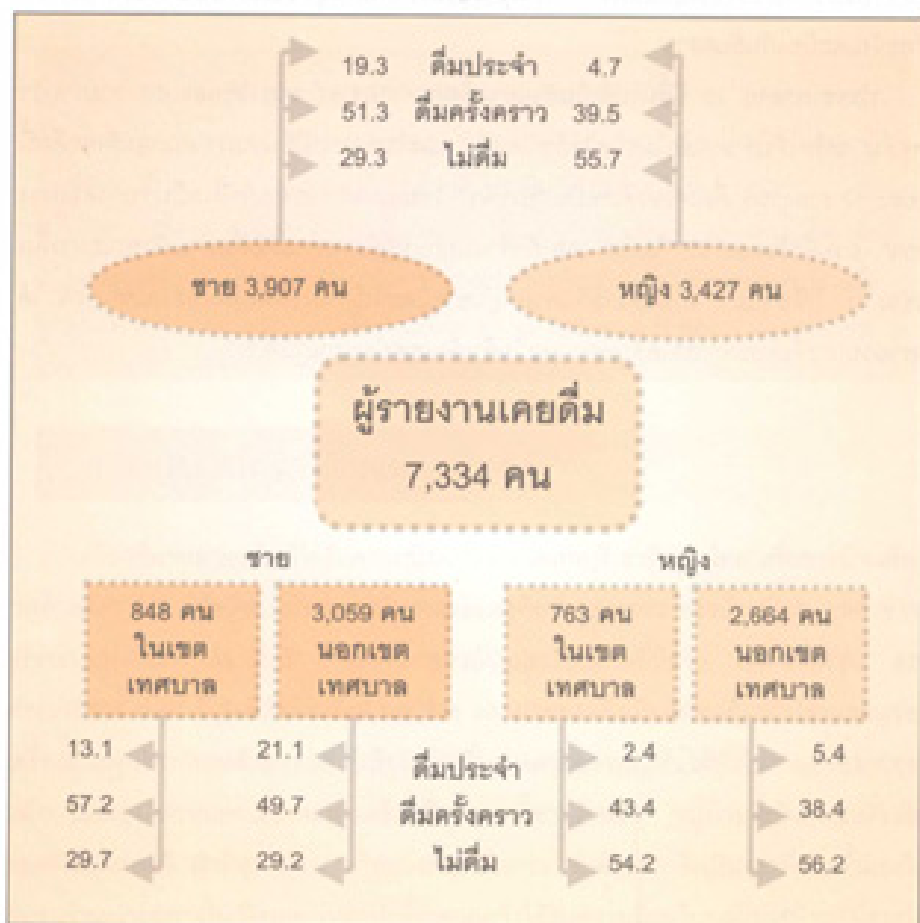 19.3 ดื่มประจำ 4.7
51.3 ดื่มครั้งคราว 39.5
29.3 ไม่ดื่ม 55.7
ชาย 3,907 คน
หญิง 3,427 คน
ผู้รายงานเคยดื่ม
7,334 คน
ชาย
หญิง
848 คน
ในเขต
เทศบาล
3,059 คน
นอกเขต
เทศบาล
763 คน
ในเขต
เทศบาล
2,664 คน
นอกเขต
เทศบาล
13.1 21.1 ดื่มประจำ 2.4 5.4
57.2 49.7 ดื่มครั้งคราว 43.4 38.4
29.7 29.2 ไม่ดื่ม 54.2 56.2